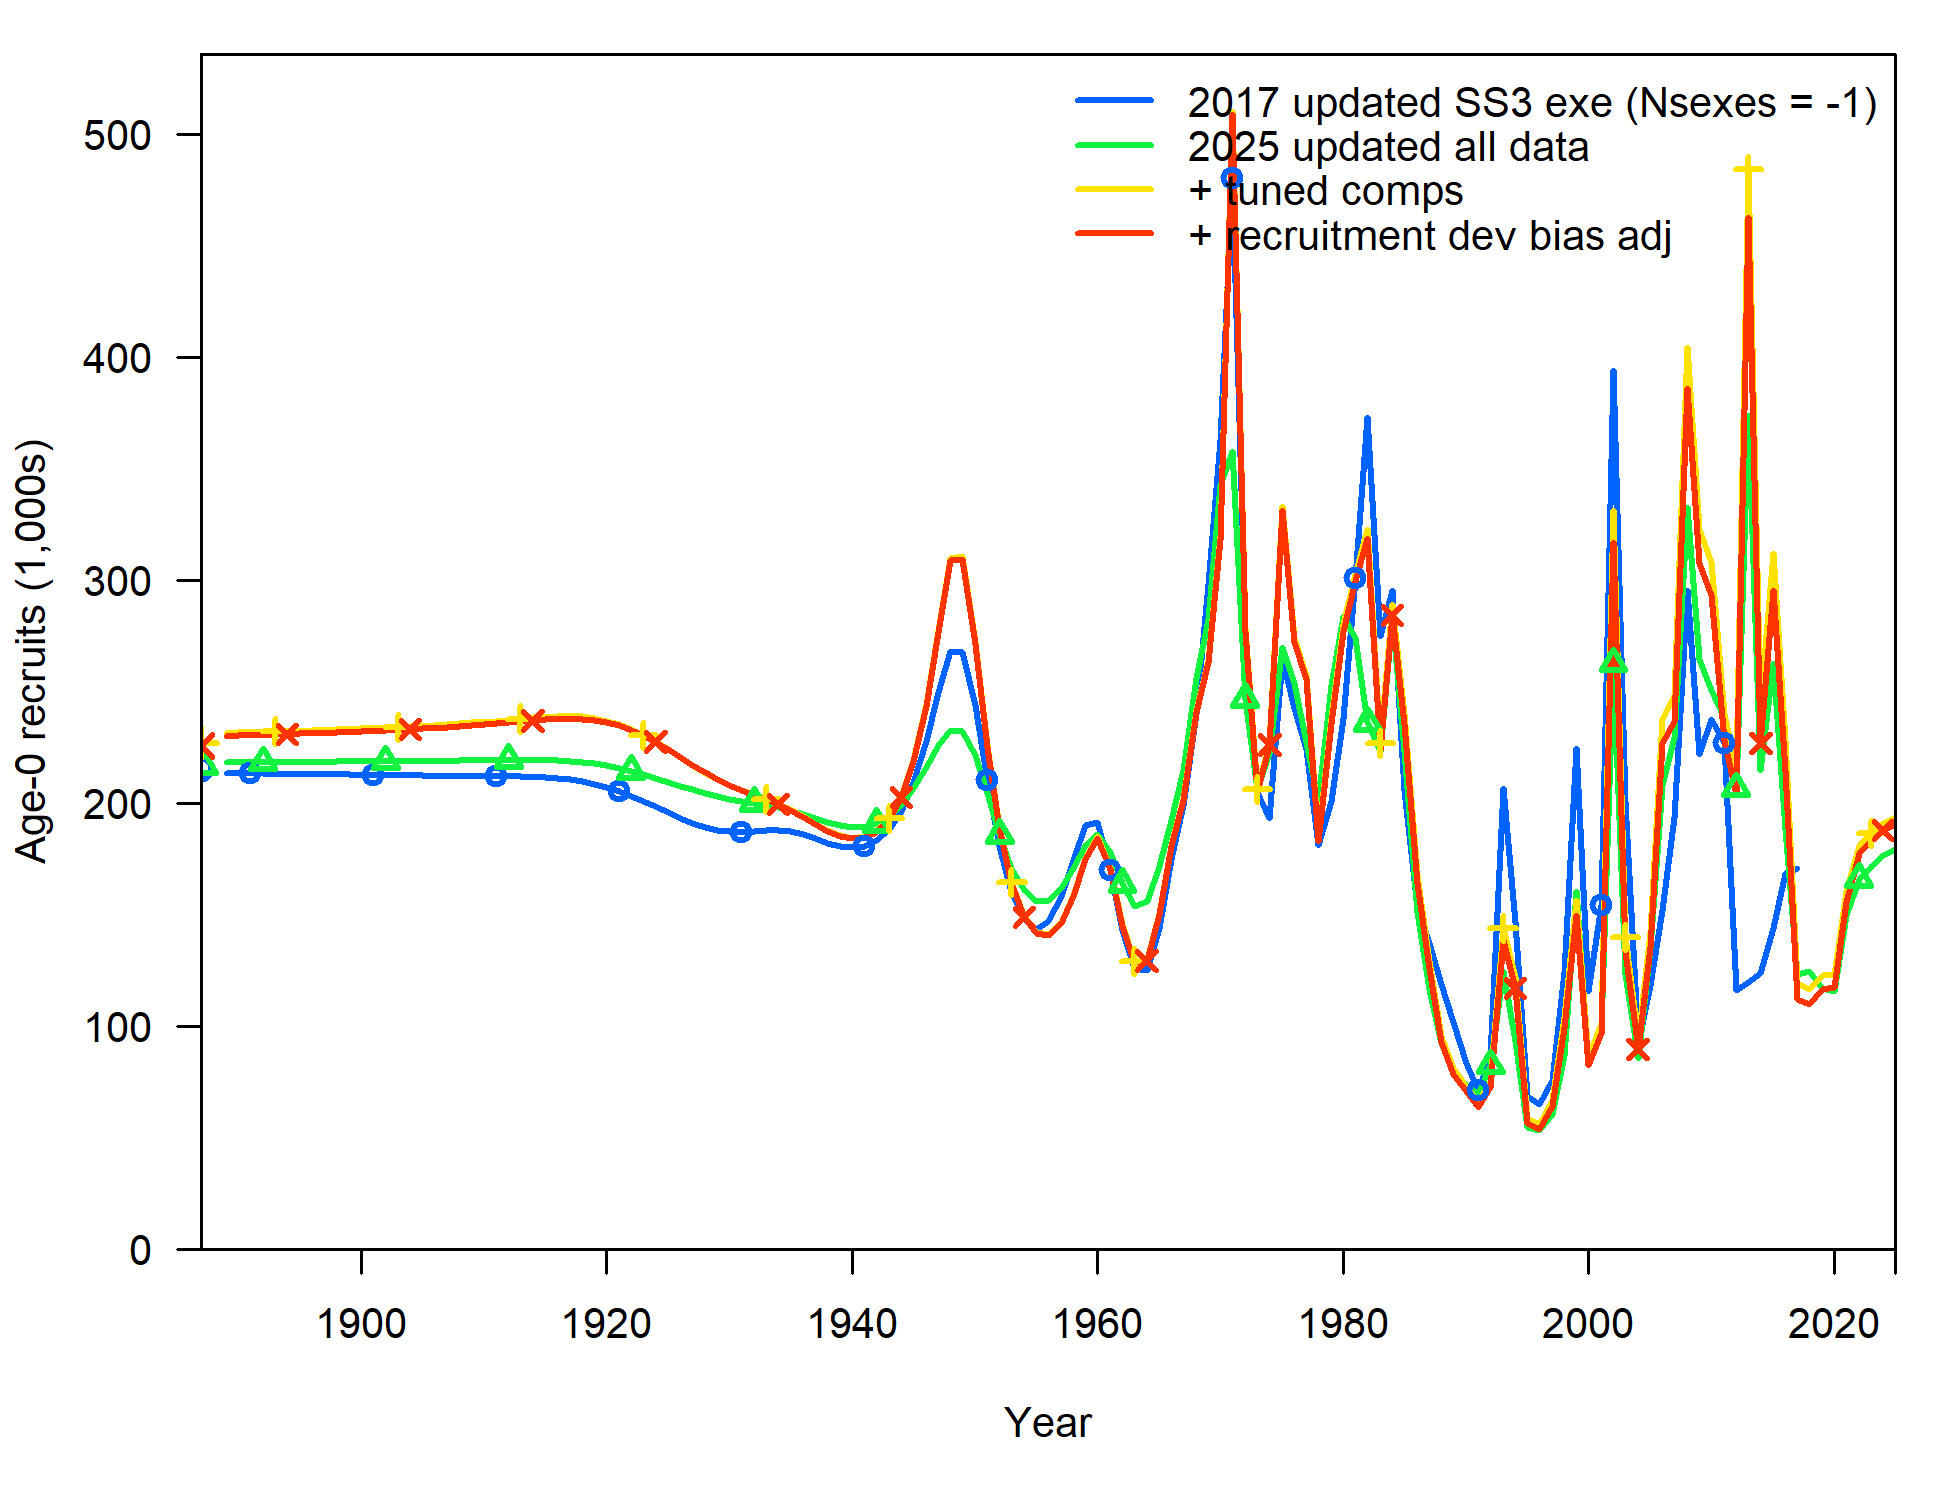 2017 updated SS3 exe (Nsexes = -1)
2025 updated all data
+ tuned comps
+ recruitment dev bias adj
500
400
300
200
100
0
Age-0 recruits (1,000s)
1900 1920 1940 1960 1980 2000 2020
Year